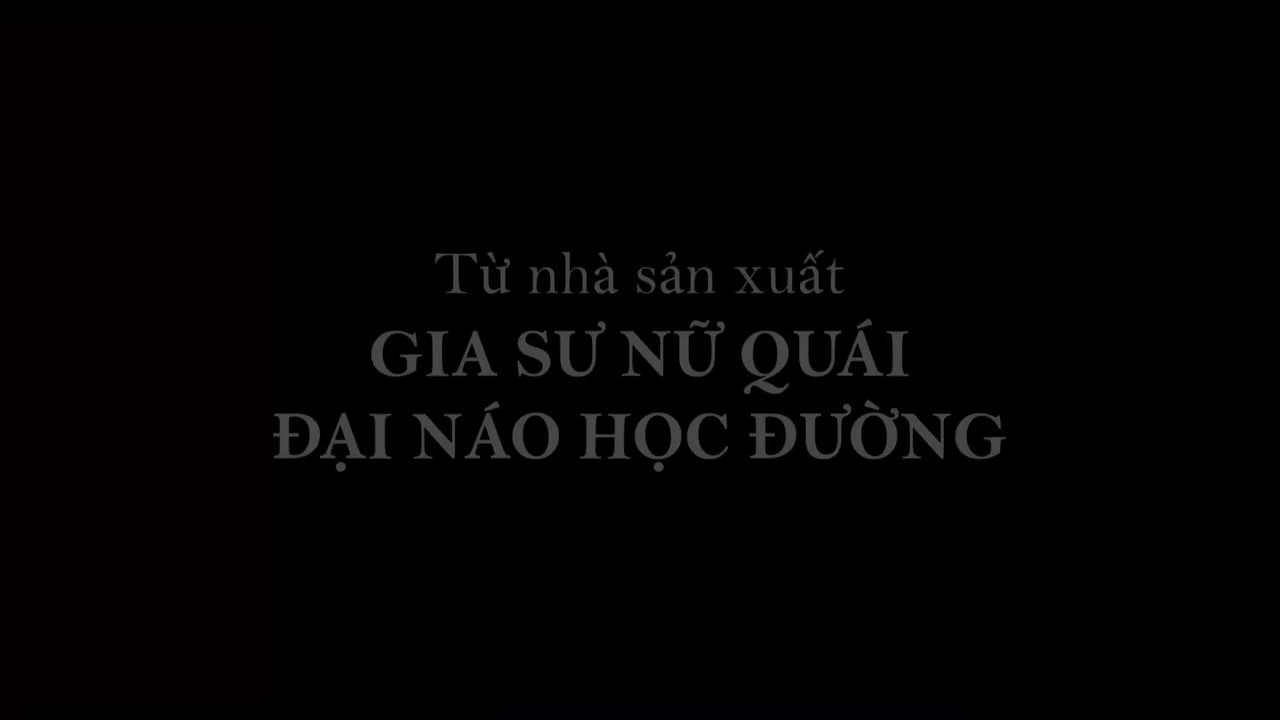 Từ nhà sản xuất
GIA SƯ NỮ QUÁI
ĐẠI NÁO HỌC ĐƯỜNG